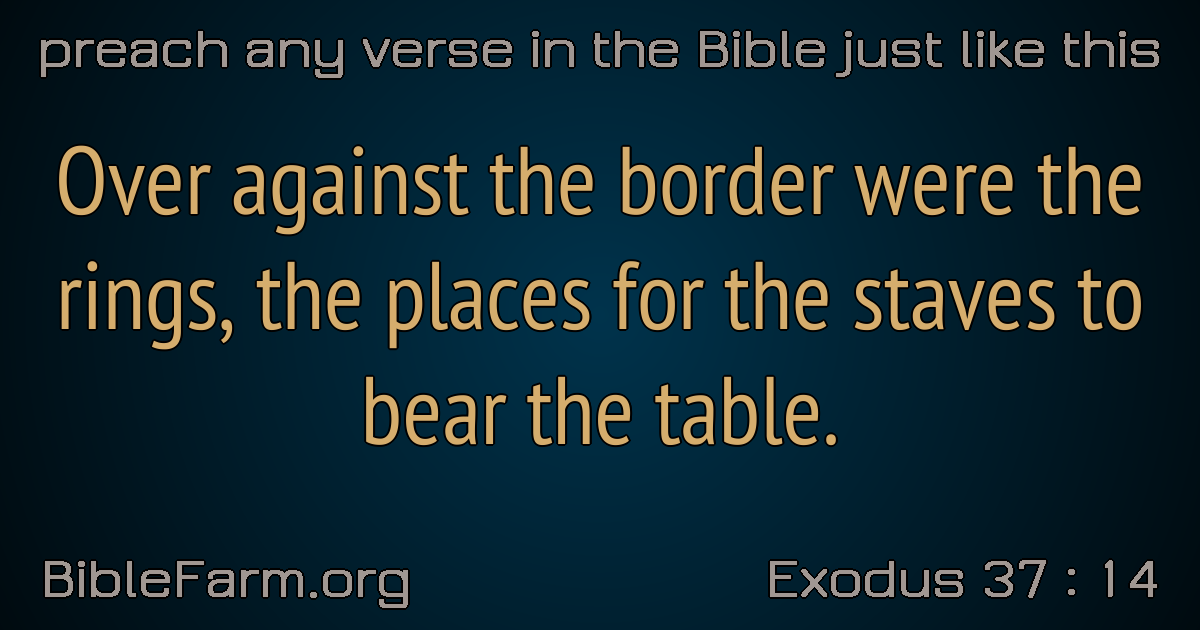 preach any verse in the Bible just like this
Over against the border were the
rings, the places for the staves to
bear the table.
BibleFarm.org
Exodus 37 : 14